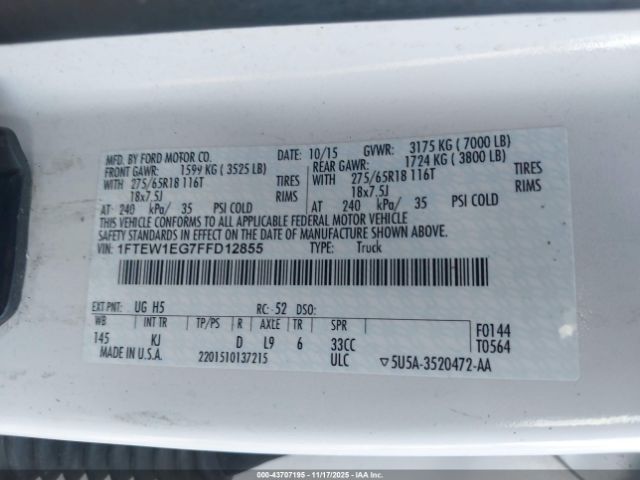 MFD. BY FORD MOTOR CO. DATE: 10/15 GVWR: 3175 KG ( 7000 LB)
FRONT GAWR: 1599 KG ( 3525 LB) REAR GAWR: 1724 KG ( 3800 LB)
WITH 275/65R18 116T TIRES WITH 275/65R18 116T TIRES
18x7.5J RIMS 18x7.5J RIMS
AT 240 kPa/ 35 PSI COLD AT 240 kPa/ 35 PSI COLD
THIS VEHICLE CONFORMS TO ALL APPLICABLE FEDERAL MOTOR VEHICLE
SAFETY STANDARDS IN EFFECT ON THE DATE OF MANUFACTURE SHOWN ABOVE.
VIN: 1FTEW1EG7FFD12855 TYPE: Truck
EXT PNT: UG H5 RC: 52 DSO:
WB INT TR TP/PS R AXLE TR SPR F0144
145 KJ D L9 6 33CC T0564
MADE IN U.S.A. 2201510137215 ULC ▽5U5A-3520472-AA
000-43707195 - 11/17/2025 - IAAI, Inc.